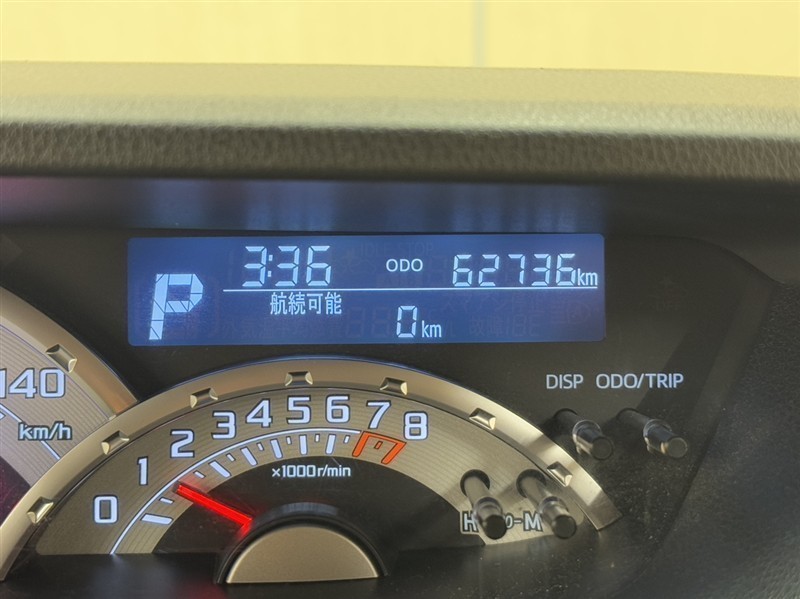 3:36 ODO 62736km
P
航続可能 0km
DISP ODO/TRIP
140
km/h
0 1 2 3 4 5 6 7 8
×1000r/min